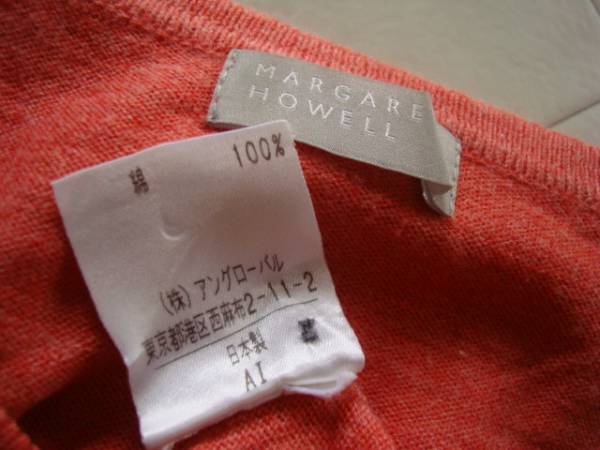 MARGARE
HOWELL
綿 100%
(株)アングローバル
東京都港区西麻布2-11-2
日本製
AI